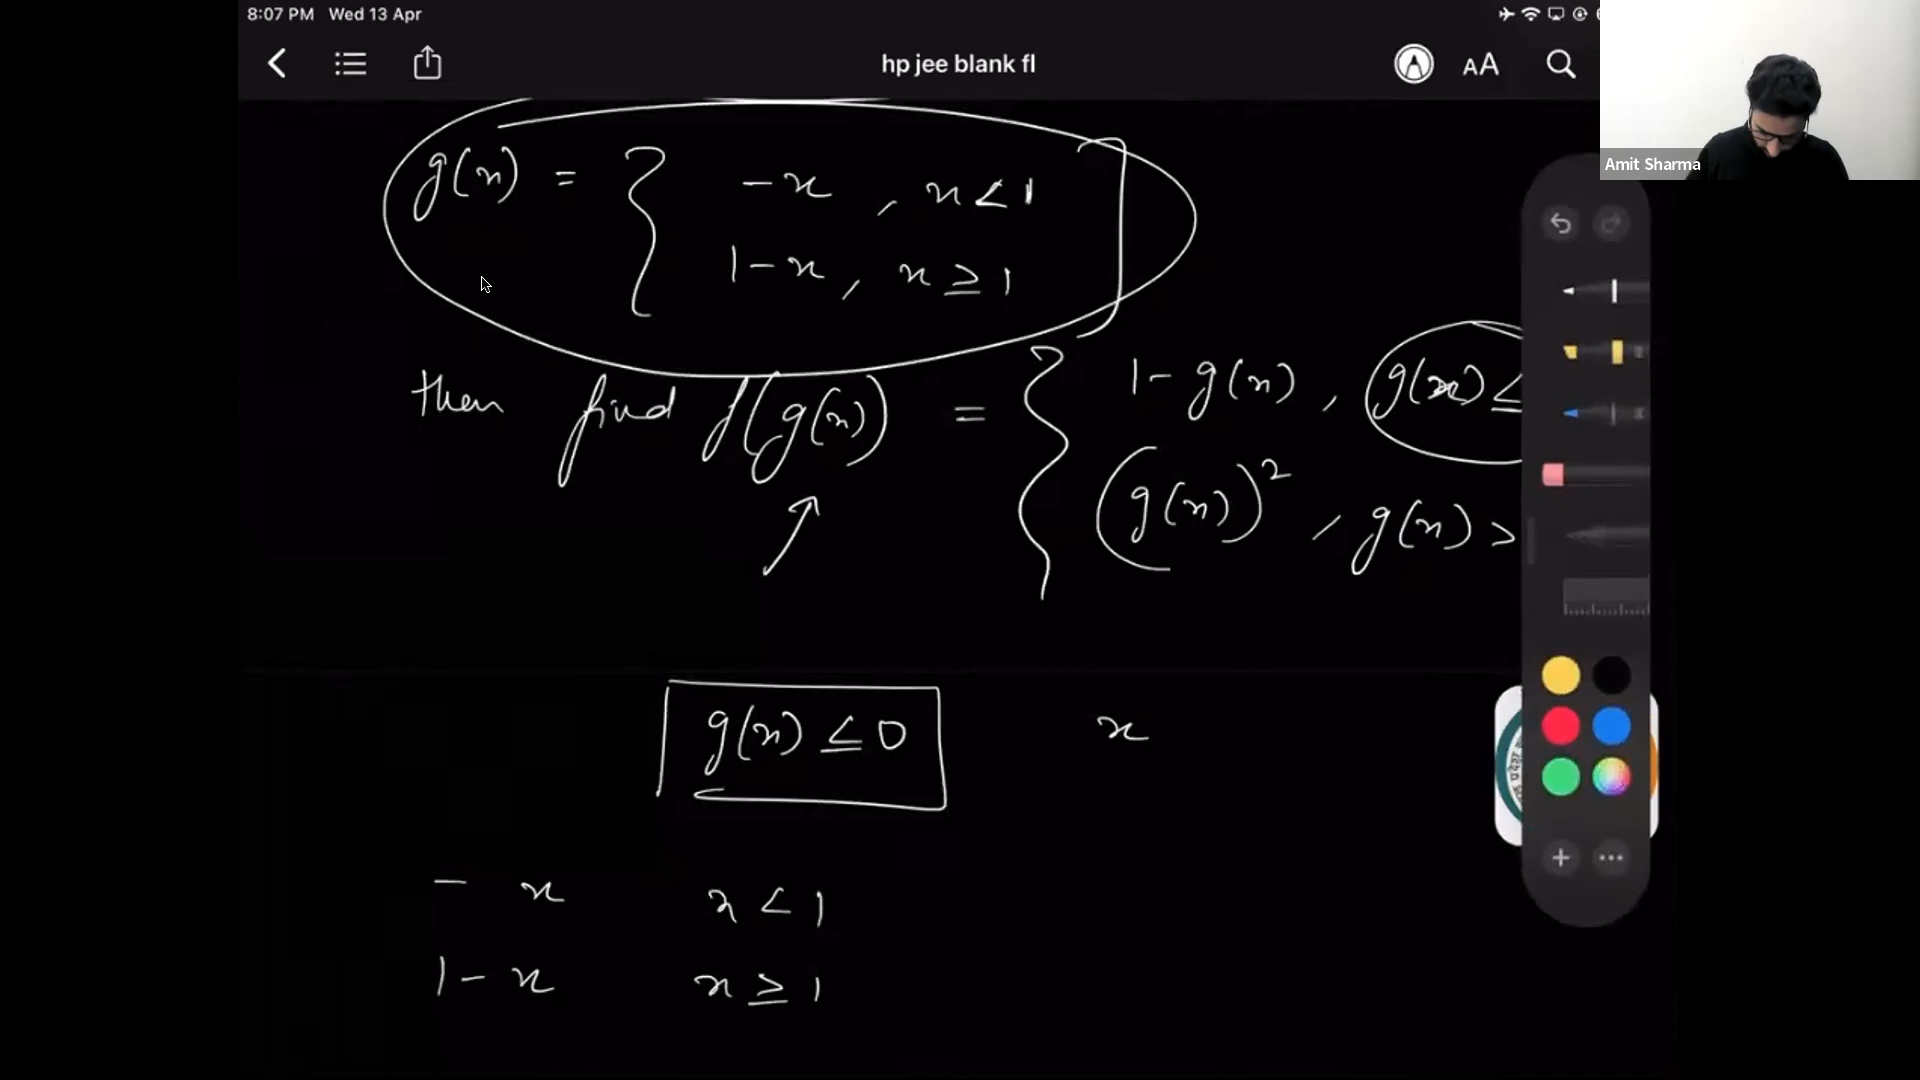 8:07 PM Wed 13 Apr
hp jee blank fl
AA
Amit Sharma
g(x) = { -x , x < 1
1-x , x ≥ 1
then find f(g(x)) = { 1-g(x) , g(x) ≤
(g(x))² , g(x) >
g(x) ≤ 0 x
- x x < 1
1- x x ≥ 1